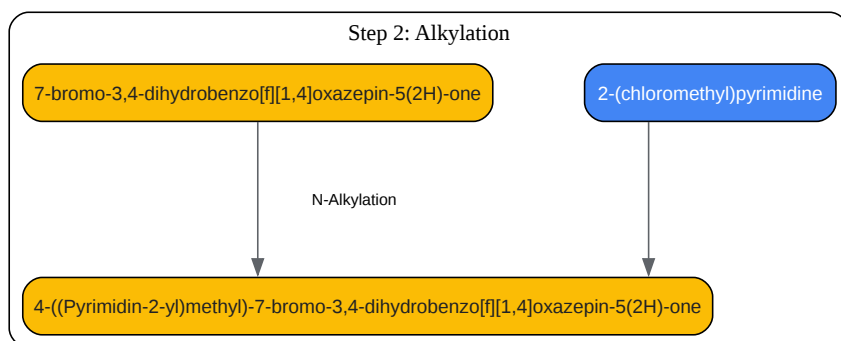 Step 2: Alkylation
7-bromo-3,4-dihydrobenzo[f][1,4]oxazepin-5(2H)-one
2-(chloromethyl)pyrimidine
N-Alkylation
4-((Pyrimidin-2-yl)methyl)-7-bromo-3,4-dihydrobenzo[f][1,4]oxazepin-5(2H)-one